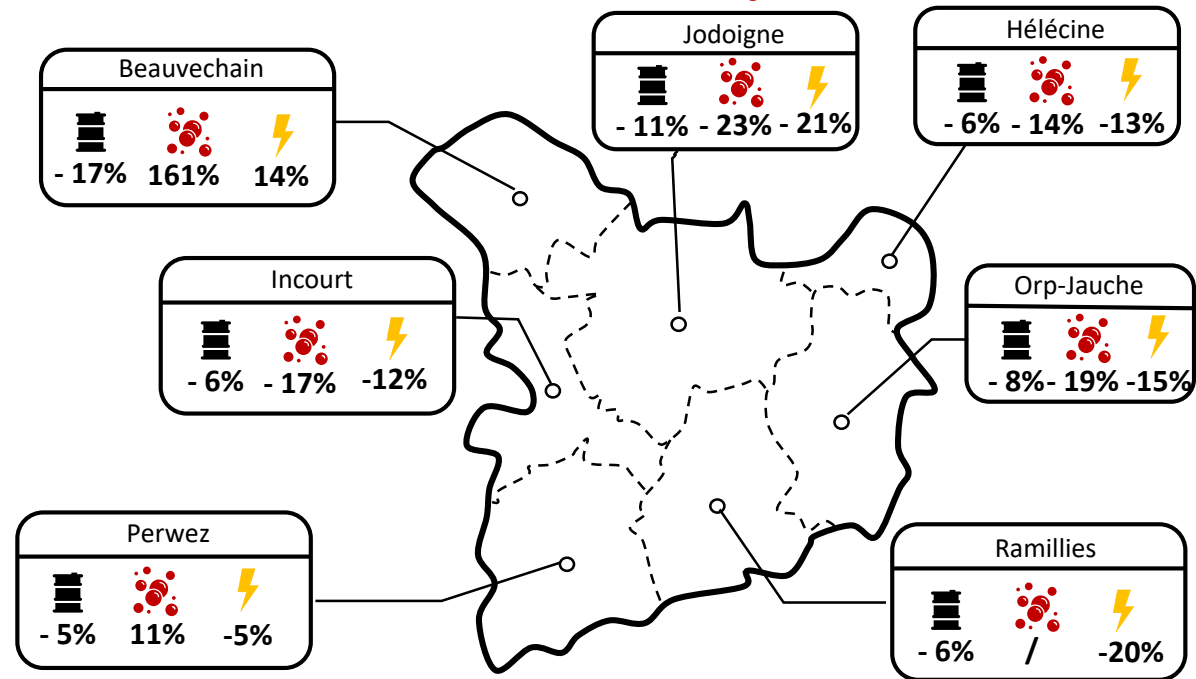 Beauvechain
- 17% 161% 14%
Jodoigne
- 11% - 23% - 21%
Hélécine
- 6% - 14% -13%
Incourt
- 6% - 17% -12%
Orp-Jauche
- 8% - 19% -15%
Perwez
- 5% 11% -5%
Ramillies
- 6% / -20%